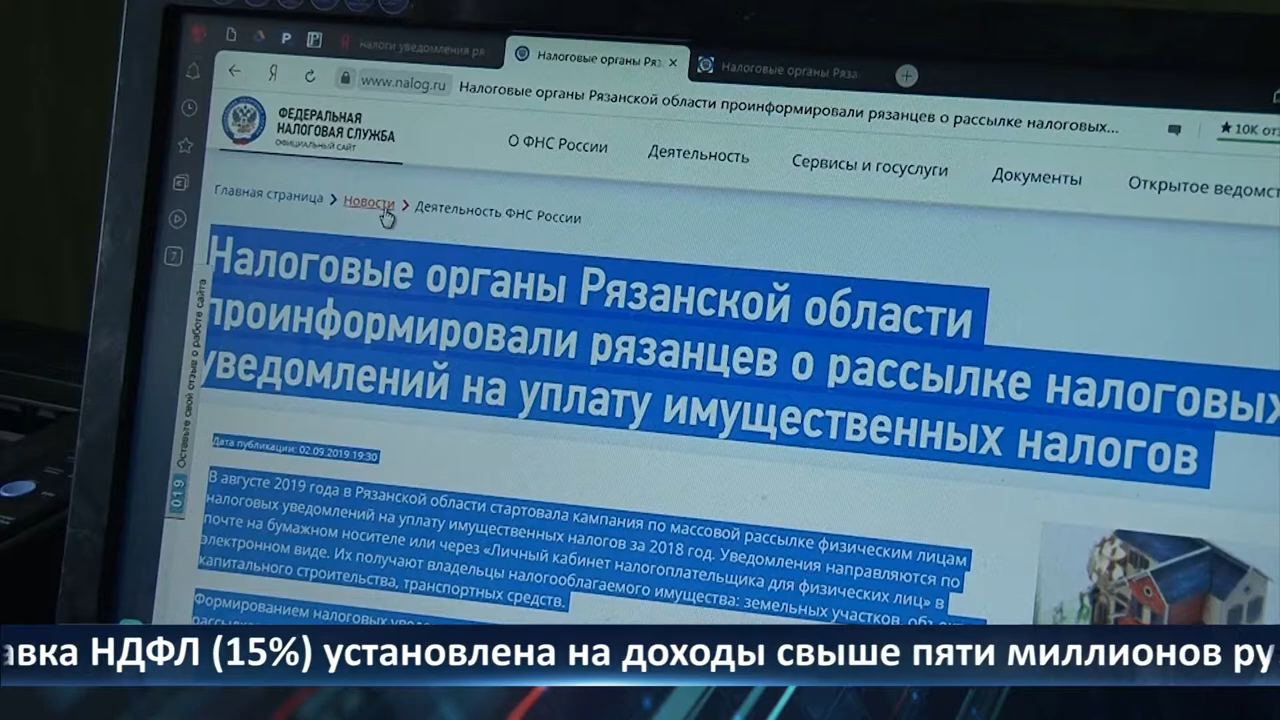 налоги уведомления ря
Налоговые органы Ряз
Налоговые органы Ряза
www.nalog.ru
Налоговые органы Рязанской области проинформировали рязанцев о рассылке налоговых...
★10К от
ФЕДЕРАЛЬНАЯ
НАЛОГОВАЯ СЛУЖБА
ОФИЦИАЛЬНЫЙ САЙТ
О ФНС России
Деятельность
Сервисы и госуслуги
Документы
Открытое ведомст
Главная страница > Новости > Деятельность ФНС России
Оставьте свой отзыв о работе сайта
019
Налоговые органы Рязанской области
проинформировали рязанцев о рассылке налоговых
уведомлений на уплату имущественных налогов
Дата публикации: 02.09.2019 19:30
В августе 2019 года в Рязанской области стартовала кампания по массовой рассылке физическим лицам
налоговых уведомлений на уплату имущественных налогов за 2018 год. Уведомления направляются по
почте на бумажном носителе или через «Личный кабинет налогоплательщика для физических лиц» в
электронном виде. Их получают владельцы налогооблагаемого имущества: земельных участков,
капитального строительства, транспортных средств.
Формированием налоговых
авка НДФЛ (15%) установлена на доходы свыше пяти миллионов ру